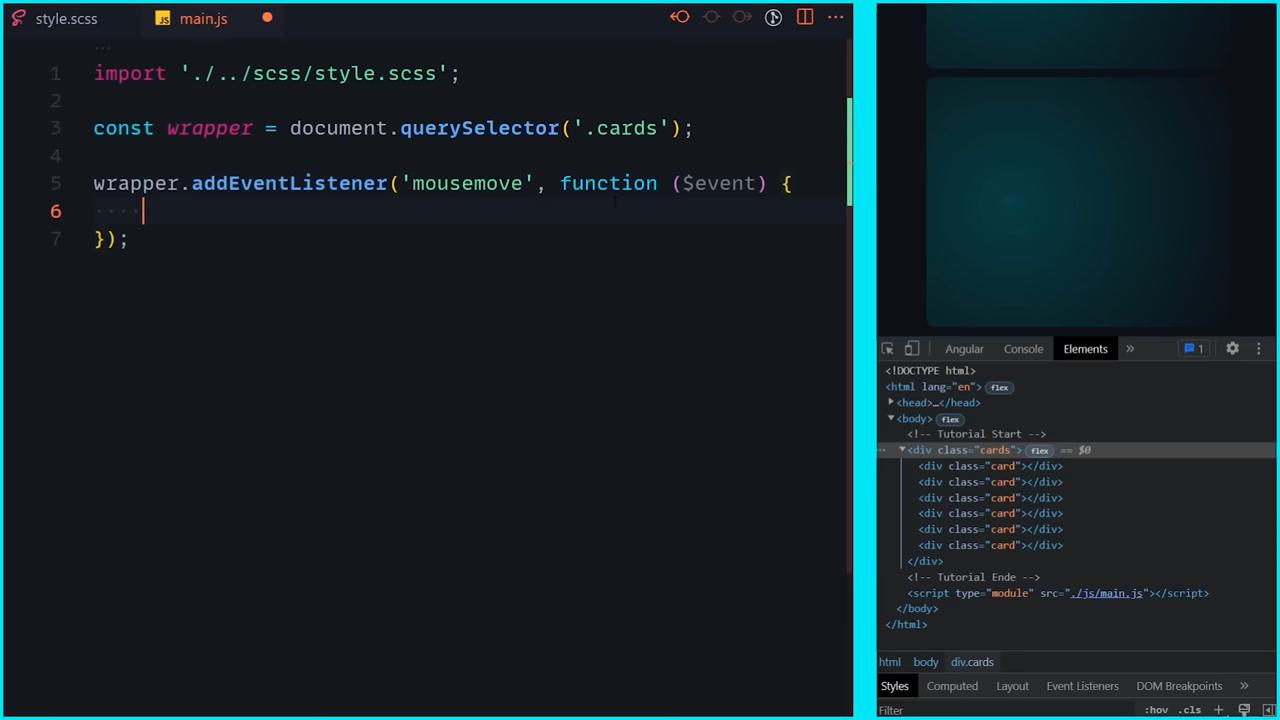 style.scss
JS main.js
...
1 import './../scss/style.scss';
2
3 const wrapper = document.querySelector('.cards');
4
5 wrapper.addEventListener('mousemove', function ($event) {
6
7 });
Angular Console Elements » 1
<!DOCTYPE html>
<html lang="en"> flex
<head>…</head>
<body> flex
<!-- Tutorial Start -->
… <div class="cards"> flex == $0
<div class="card"></div>
<div class="card"></div>
<div class="card"></div>
<div class="card"></div>
<div class="card"></div>
<div class="card"></div>
</div>
<!-- Tutorial Ende -->
<script type="module" src="./js/main.js"></script>
</body>
</html>
html body div.cards
Styles Computed Layout Event Listeners DOM Breakpoints »
Filter :hov .cls +